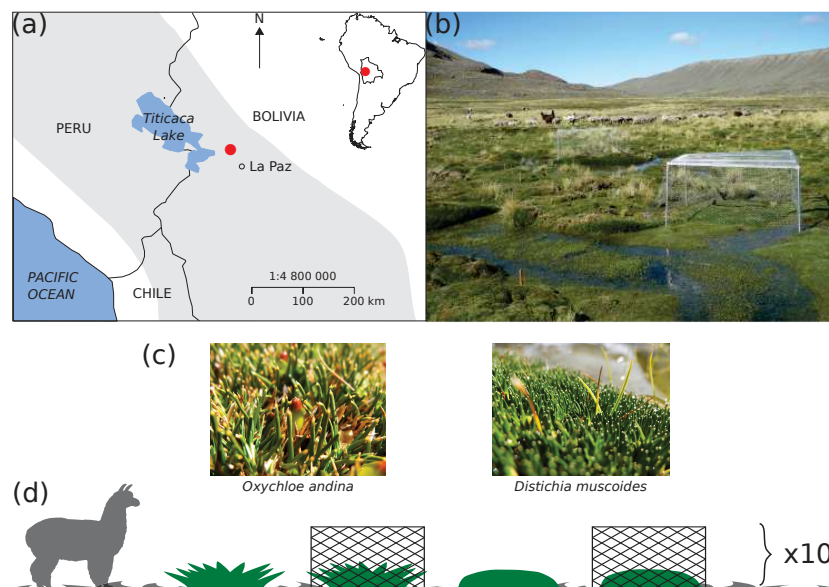 (a)
N
PERU
Titicaca
Lake
BOLIVIA
La Paz
PACIFIC
OCEAN
CHILE
1:4 800 000
0 100 200 km
(b)
(c)
Oxychloe andina
Distichia muscoides
(d)
x10